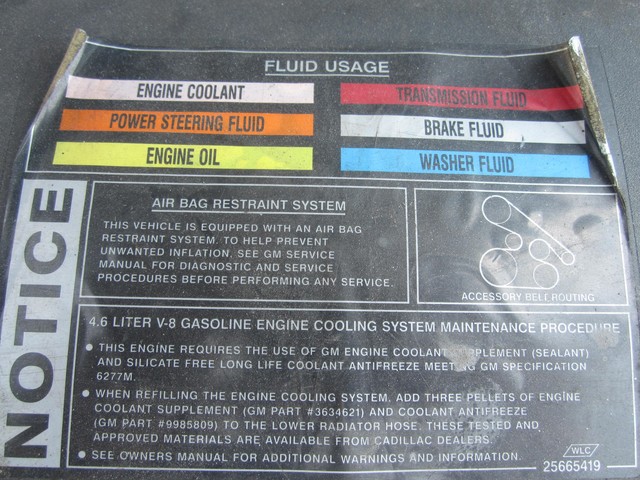 FLUID USAGE
ENGINE COOLANT
TRANSMISSION FLUID
POWER STEERING FLUID
BRAKE FLUID
ENGINE OIL
WASHER FLUID
NOTICE
AIR BAG RESTRAINT SYSTEM
THIS VEHICLE IS EQUIPPED WITH AN AIR BAG
RESTRAINT SYSTEM. TO HELP PREVENT
UNWANTED INFLATION, SEE GM SERVICE
MANUAL FOR DIAGNOSTIC AND SERVICE
PROCEDURES BEFORE PERFORMING ANY SERVICE.
ACCESSORY BELT ROUTING
4.6 LITER V-8 GASOLINE ENGINE COOLING SYSTEM MAINTENANCE PROCEDURE
• THIS ENGINE REQUIRES THE USE OF GM ENGINE COOLANT SUPPLEMENT (SEALANT)
AND SILICATE FREE LONG LIFE COOLANT ANTIFREEZE MEETING GM SPECIFICATION
6277M.
• WHEN REFILLING THE ENGINE COOLING SYSTEM, ADD THREE PELLETS OF ENGINE
COOLANT SUPPLEMENT (GM PART #3634621) AND COOLANT ANTIFREEZE
(GM PART #9985809) TO THE LOWER RADIATOR HOSE. THESE TESTED AND
APPROVED MATERIALS ARE AVAILABLE FROM CADILLAC DEALERS.
• SEE OWNERS MANUAL FOR ADDITIONAL WARNINGS AND INFORMATION.
WLC
25665419